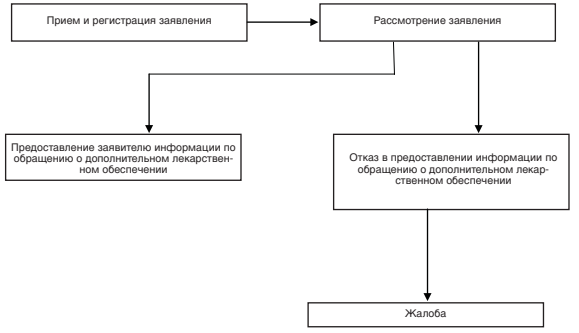 Прием и регистрация заявления
Рассмотрение заявления
Предоставление заявителю информации по
обращению о дополнительном лекарствен-
ном обеспечении
Отказ в предоставлении информации по
обращению о дополнительном лекар-
ственном обеспечении
Жалоба